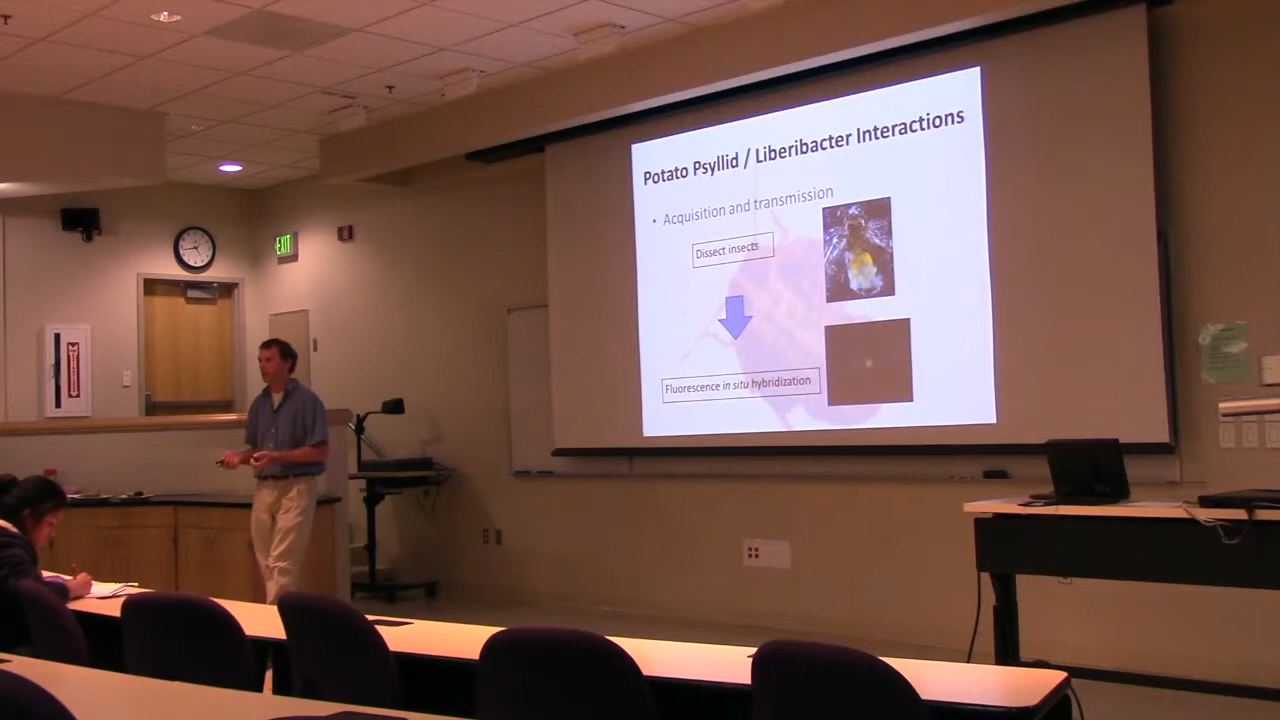 EXIT
Potato Psyllid / Liberibacter Interactions
• Acquisition and transmission
Dissect insects
Fluorescence in situ hybridization